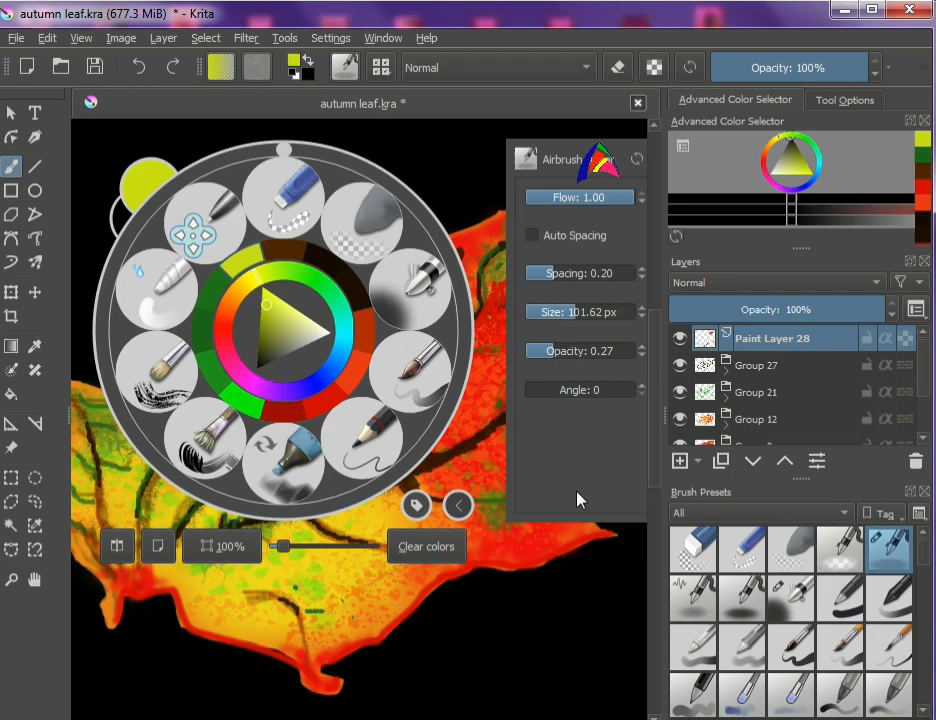 autumn leaf.kra (677.3 MiB) * - Krita
File Edit View Image Layer Select Filter Tools Settings Window Help
Normal
Opacity: 100%
autumn leaf.kra *
Advanced Color Selector Tool Options
Advanced Color Selector
Airbrush
Flow: 1.00
Auto Spacing
Spacing: 0.20
Size: 101.62 px
Opacity: 0.27
Angle: 0
100%
Clear colors
Layers
Normal
Opacity: 100%
Paint Layer 28
Group 27
Group 21
Group 12
Brush Presets
All
Tag